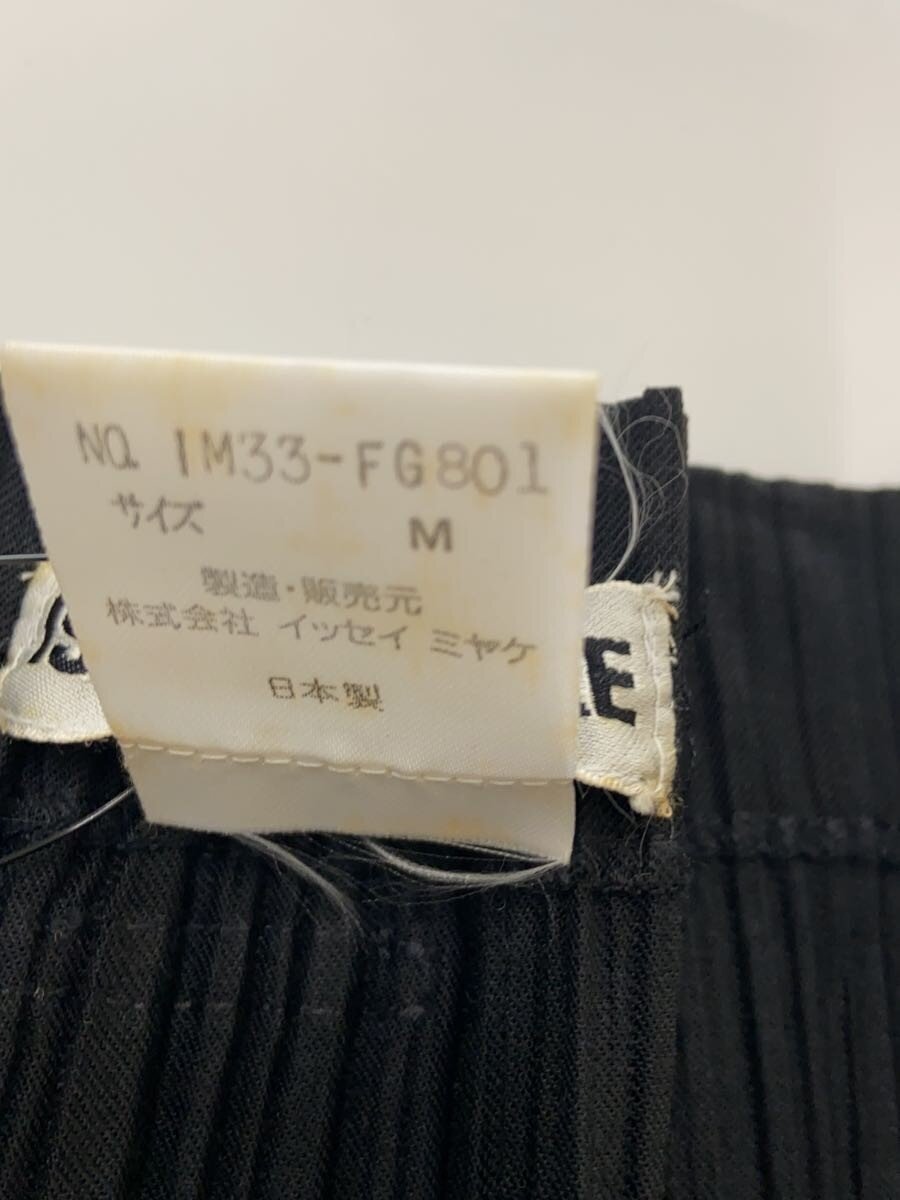 NO. IM33-FG801
サイズ M
製造・販売元
株式会社 イッセイ ミヤケ
日本製